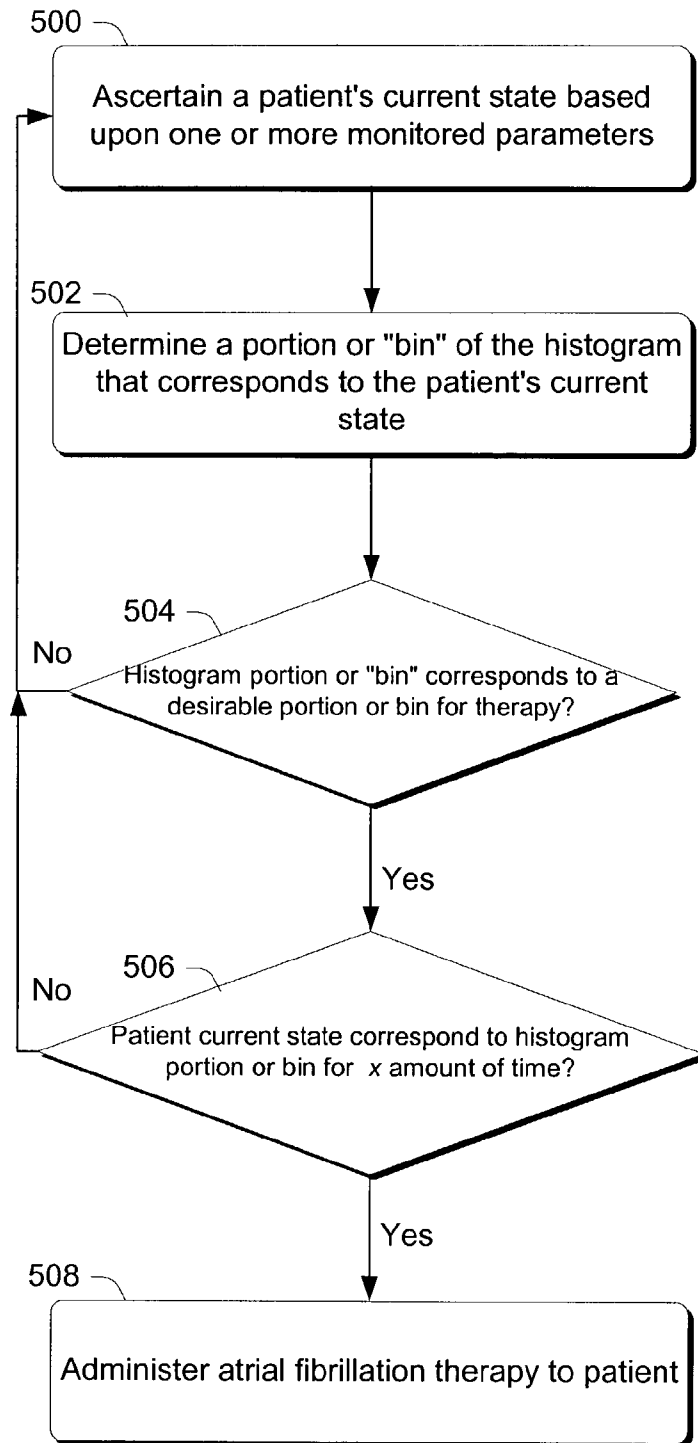 500
Ascertain a patient's current state based
upon one or more monitored parameters
502
Determine a portion or "bin" of the histogram
that corresponds to the patient's current
state
504
No
Histogram portion or "bin" corresponds to a
desirable portion or bin for therapy?
Yes
506
No
Patient current state correspond to histogram
portion or bin for x amount of time?
Yes
508
Administer atrial fibrillation therapy to patient